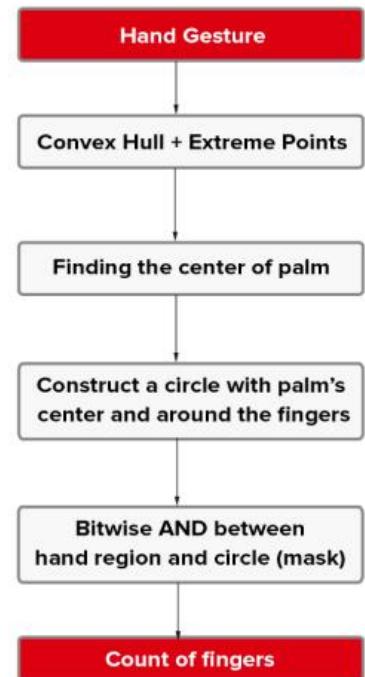 Hand Gesture
Convex Hull + Extreme Points
Finding the center of palm
Construct a circle with palm's
center and around the fingers
Bitwise AND between
hand region and circle (mask)
Count of fingers